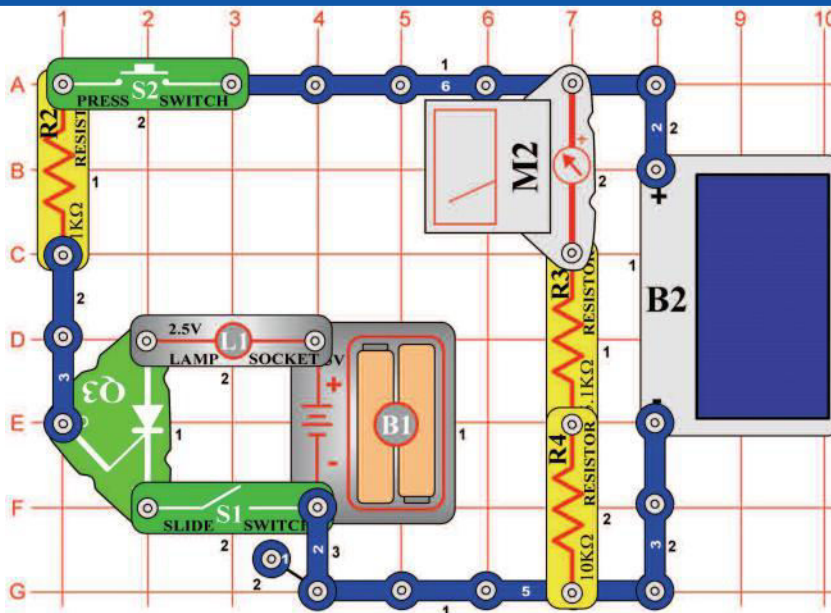 1 2 3 4 5 6 7 8 9 10
A
S2
PRESS SWITCH
2
1
6
R2
RESIST
1KΩ
1
2
2
B
M2
+
2
+
C
R3
RESISTOR
.1KΩ
1
1
B2
2
3
D
2.5V
L1
LAMP SOCKET
2
V
+
-
B1
1
Q3
1
E
-
R4
RESISTOR
10KΩ
2
F
S1
SLIDE SWITCH
2
2
3
3
2
1
2
G
5
1